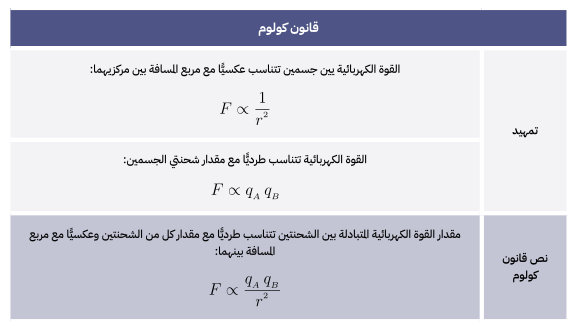 قانون كولوم
تمهيد
القوة الكهربائية بين جسمين تتناسب عكسيًّا مع مربع المسافة بين مركزيهما:
F ∝ 1/r²
القوة الكهربائية تتناسب طرديًّا مع مقدار شحنتي الجسمين:
F ∝ q_A q_B
نص قانون
كولوم
مقدار القوة الكهربائية المتبادلة بين الشحنتين تتناسب طرديًّا مع مقدار كل من الشحنتين وعكسيًّا مع مربع
المسافة بينهما:
F ∝ q_A q_B / r²